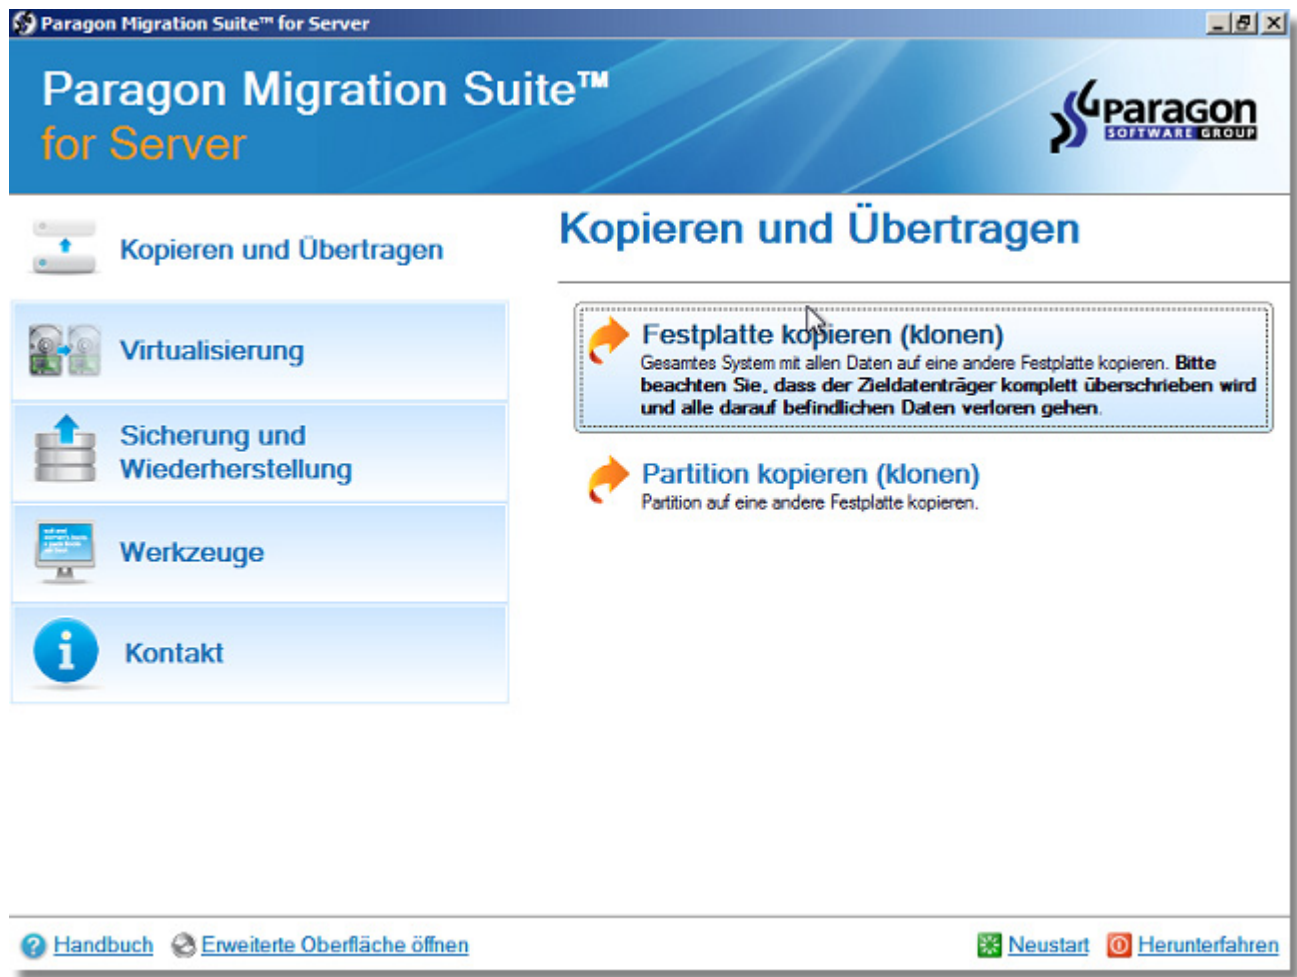 Paragon Migration Suite™ for Server
Paragon Migration Suite™
for Server
Paragon
SOFTWARE GROUP
Kopieren und Übertragen
Virtualisierung
Sicherung und
Wiederherstellung
Werkzeuge
Kontakt
Kopieren und Übertragen
Festplatte kopieren (klonen)
Gesamtes System mit allen Daten auf eine andere Festplatte kopieren. Bitte
beachten Sie, dass der Zieldatenträger komplett überschrieben wird
und alle darauf befindlichen Daten verloren gehen.
Partition kopieren (klonen)
Partition auf eine andere Festplatte kopieren.
Handbuch
Erweiterte Oberfläche öffnen
Neustart
Herunterfahren